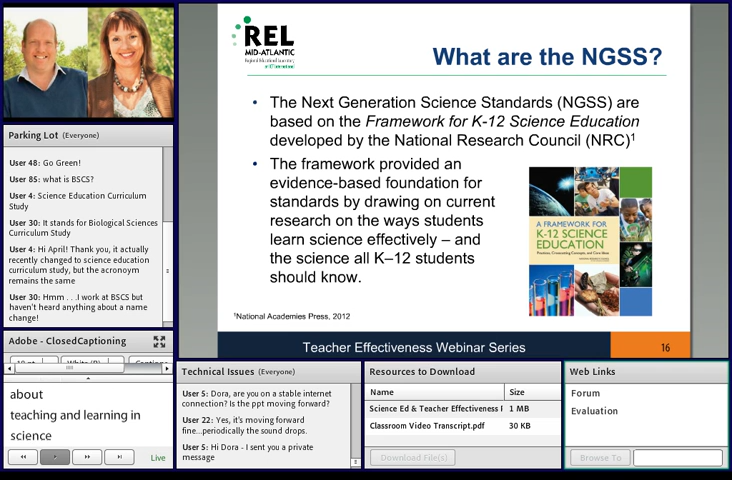 REL
MID-ATLANTIC
What are the NGSS?
• The Next Generation Science Standards (NGSS) are
based on the Framework for K-12 Science Education
developed by the National Research Council (NRC)1
• The framework provided an
evidence-based foundation for
standards by drawing on current
research on the ways students
learn science effectively – and
the science all K–12 students
should know.
A FRAMEWORK FOR
K-12 SCIENCE
EDUCATION
Practices, Crosscutting Concepts, and Core Ideas
1National Academies Press, 2012
Teacher Effectiveness Webinar Series
16
Parking Lot (Everyone)
User 48: Go Green!
User 85: what is BSCS?
User 4: Science Education Curriculum
Study
User 30: It stands for Biological Sciences
Curriculum Study
User 4: Hi April! Thank you, it actually
recently changed to science education
curriculum study, but the acronym
remains the same
User 30: Hmm . . .I work at BSCS but
haven't heard anything about a name
change!
Adobe - ClosedCaptioning
about
teaching and learning in
science
Live
Technical Issues (Everyone)
User 5: Dora, are you on a stable internet
connection? Is the ppt moving forward?
User 22: Yes, it's moving forward
fine...periodically the sound drops.
User 5: Hi Dora - I sent you a private
message
Resources to Download
Name Size
Science Ed & Teacher Effectiveness 1 MB
Classroom Video Transcript.pdf 30 KB
Download File(s)
Web Links
Forum
Evaluation
Browse To